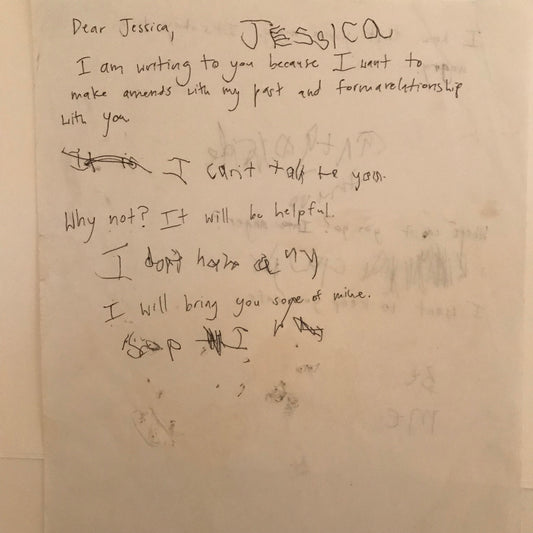 Dear Jessica, JESSICA
I am writing to you because I want to
make amends with my past and form a relationship
with you
I can't talk to you.
Why not? It will be helpful.
I don't have any
I will bring you some of mine.
I